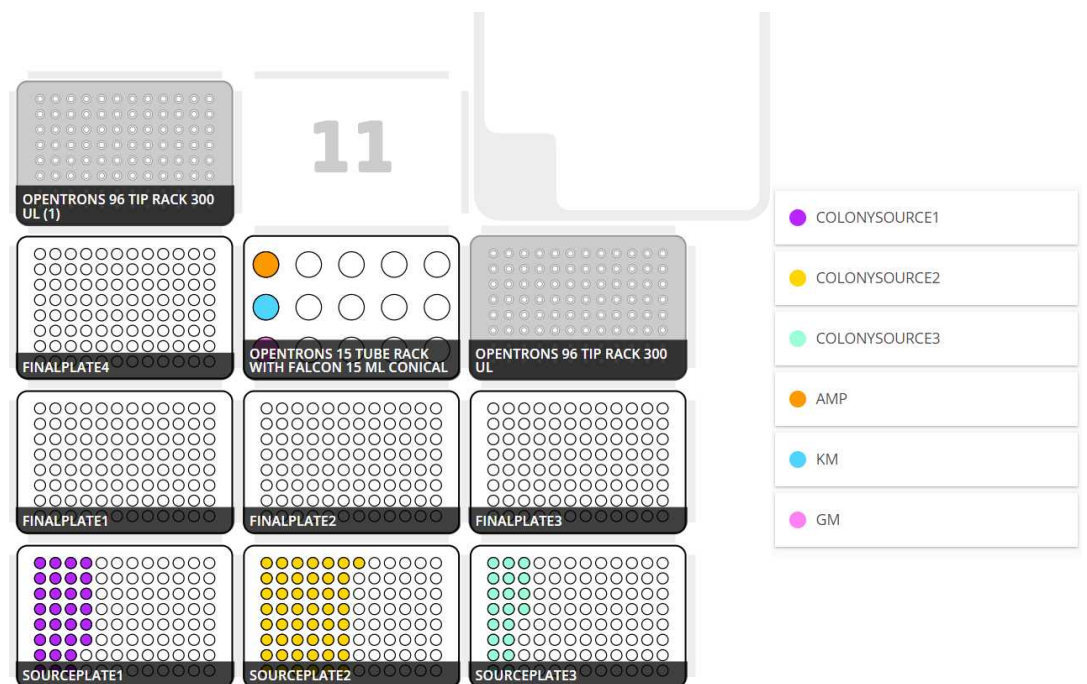 OPENTRONS 96 TIP RACK 300
UL (1)
11
FINALPLATE4
OPENTRONS 15 TUBE RACK
WITH FALCON 15 ML CONICAL
OPENTRONS 96 TIP RACK 300
UL
FINALPLATE1
FINALPLATE2
FINALPLATE3
SOURCEPLATE1
SOURCEPLATE2
SOURCEPLATE3
COLONYSOURCE1
COLONYSOURCE2
COLONYSOURCE3
AMP
KM
GM